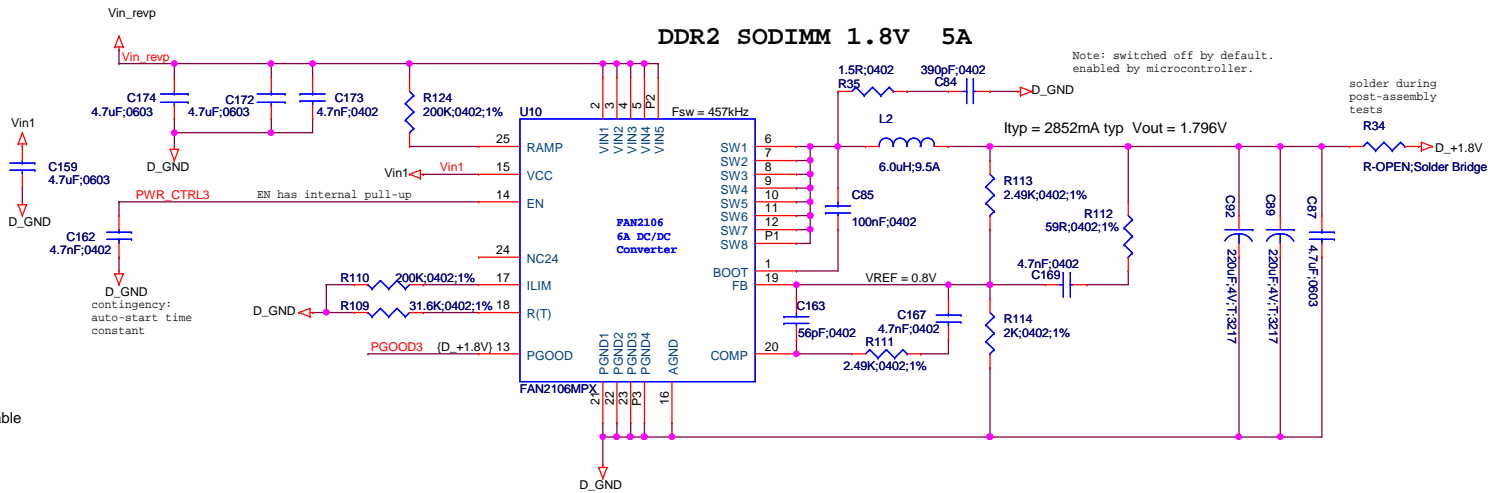 Vin_revp
DDR2 SODIMM 1.8V 5A
Note: switched off by default.
enabled by microcontroller.
Vin_revp
1.5R;0402
R35
390pF;0402
C84
D_GND
solder during
post-assembly
tests
C174
4.7uF;0603
C172
4.7uF;0603
C173
4.7nF;0402
R124
200K;0402;1%
D_GND
U10
2
3
4
5
P2
Fsw = 457kHz
VIN1
VIN2
VIN3
VIN4
VIN5
L2
6.0uH;9.5A
Ityp = 2852mA typ Vout = 1.796V
R34
D_+1.8V
R-OPEN;Solder Bridge
Vin1
C159
4.7uF;0603
D_GND
25 RAMP
Vin1 Vin1 15 VCC
PWR_CTRL3 EN has internal pull-up 14 EN
C162
4.7nF;0402
D_GND
contingency:
auto-start time
constant
24 NC24
R110 200K;0402;1% 17 ILIM
D_GND R109 31.6K;0402;1% 18 R(T)
PGOOD3 {D_+1.8V} 13 PGOOD
FAN2106
6A DC/DC
Converter
SW1 6
SW2 7
SW3 8
SW4 9
SW5 10
SW6 11
SW7 12
SW8 P1
BOOT 1
FB 19
COMP 20
C85
100nF;0402
R113
2.49K;0402;1%
R112
59R;0402;1%
4.7nF;0402
C169
VREF = 0.8V
C163
56pF;0402
C167
4.7nF;0402
R111
2.49K;0402;1%
R114
2K;0402;1%
C92
220uF;4V;T;3217
C89
220uF;4V;T;3217
C87
4.7uF;0603
PGND1
PGND2
PGND3
PGND4
AGND
FAN2106MPX
21
22
23
P3
16
D_GND
able